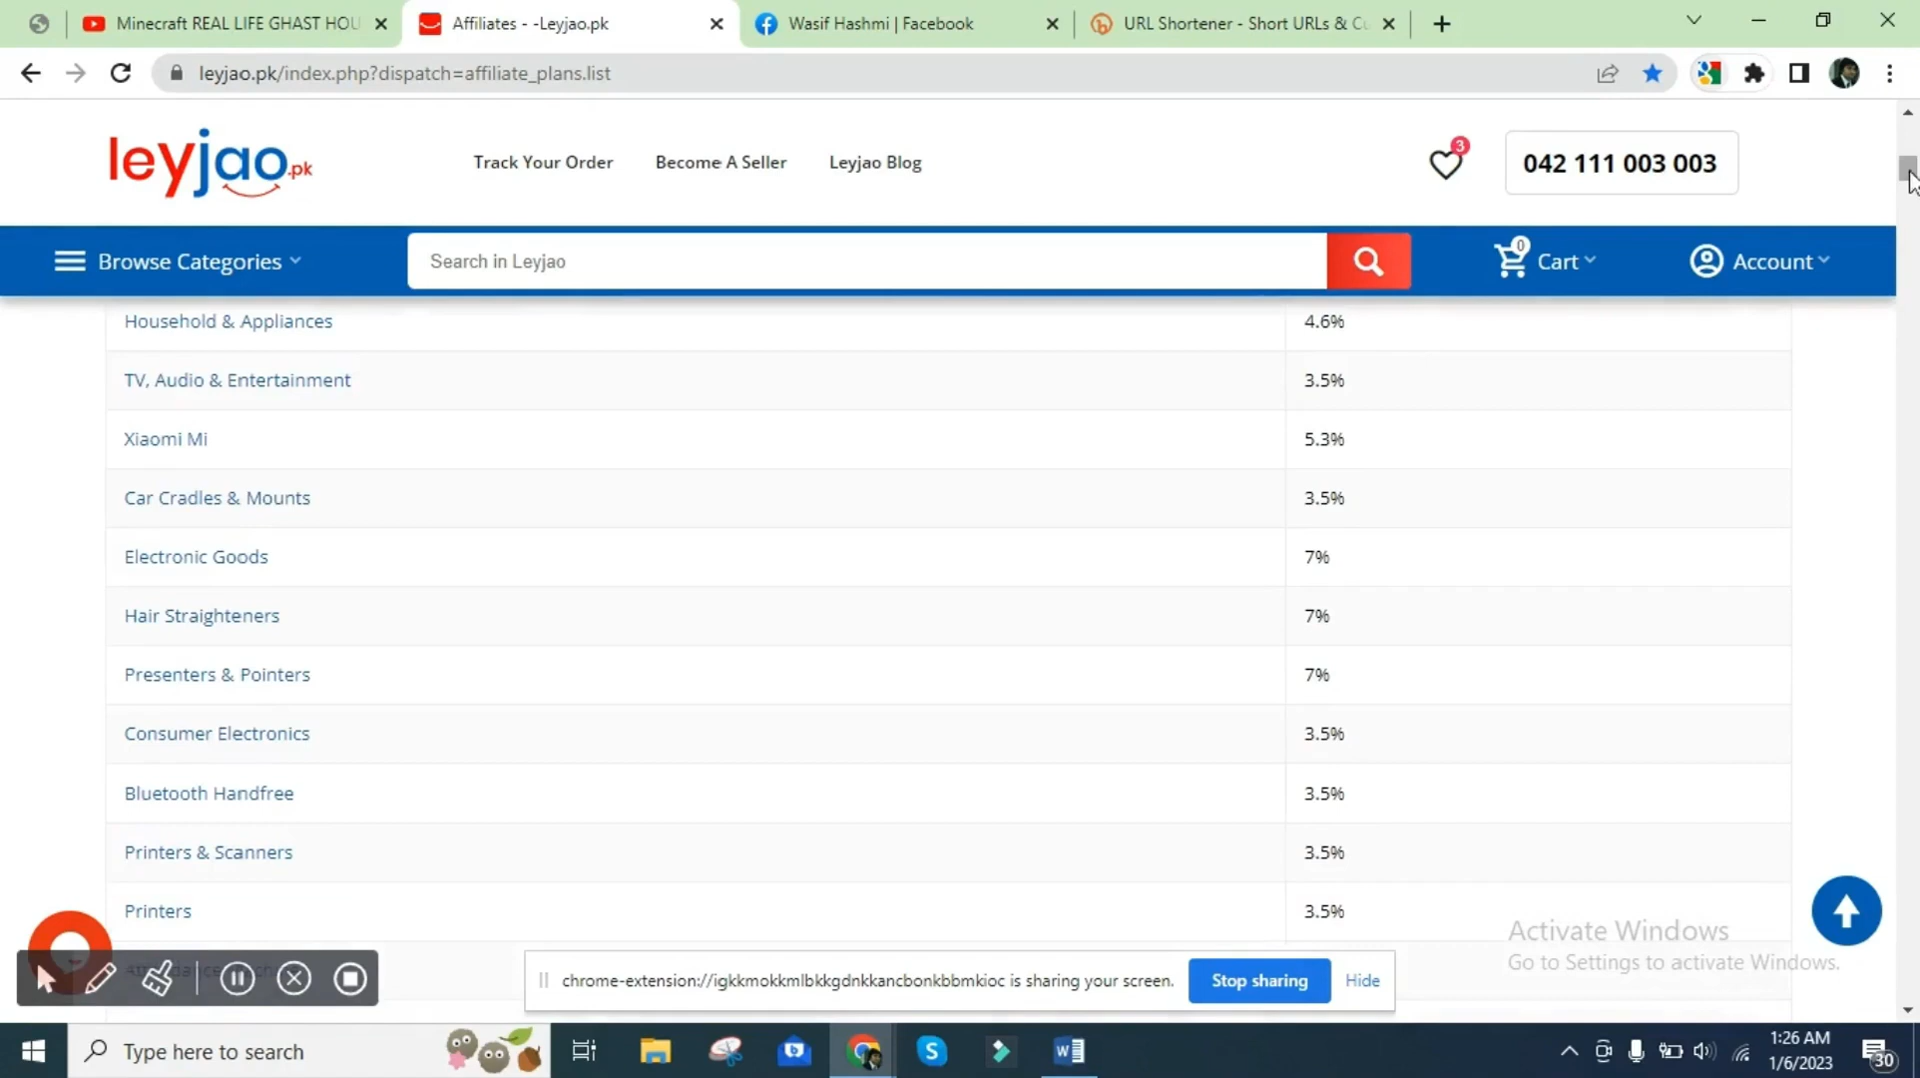 Minecraft REAL LIFE GHAST HOU
Affiliates - -Leyjao.pk
Wasif Hashmi | Facebook
URL Shortener - Short URLs & Cu
leyjao.pk/index.php?dispatch=affiliate_plans.list
leyjao.pk
Track Your Order
Become A Seller
Leyjao Blog
3
042 111 003 003
Browse Categories
Search in Leyjao
0
Cart
Account
Household & Appliances 4.6%
TV, Audio & Entertainment 3.5%
Xiaomi Mi 5.3%
Car Cradles & Mounts 3.5%
Electronic Goods 7%
Hair Straighteners 7%
Presenters & Pointers 7%
Consumer Electronics 3.5%
Bluetooth Handfree 3.5%
Printers & Scanners 3.5%
Printers 3.5%
Activate Windows
Go to Settings to activate Windows.
chrome-extension://igkkmokkmlbkkgdnkkancbonkbbmkioc is sharing your screen.
Stop sharing
Hide
Type here to search
1:26 AM
1/6/2023
30